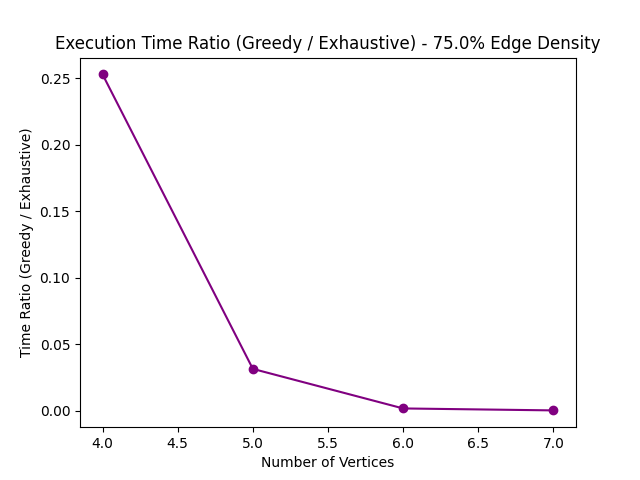 Execution Time Ratio (Greedy / Exhaustive) - 75.0% Edge Density
Time Ratio (Greedy / Exhaustive)
0.25
0.20
0.15
0.10
0.05
0.00
4.0 4.5 5.0 5.5 6.0 6.5 7.0
Number of Vertices